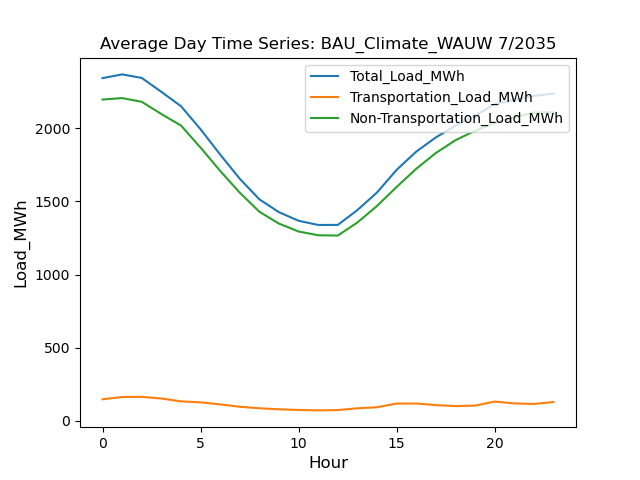 Average Day Time Series: BAU_Climate_WAUW 7/2035
Total_Load_MWh
Transportation_Load_MWh
Non-Transportation_Load_MWh
2000
1500
1000
500
0
Load_MWh
0 5 10 15 20
Hour